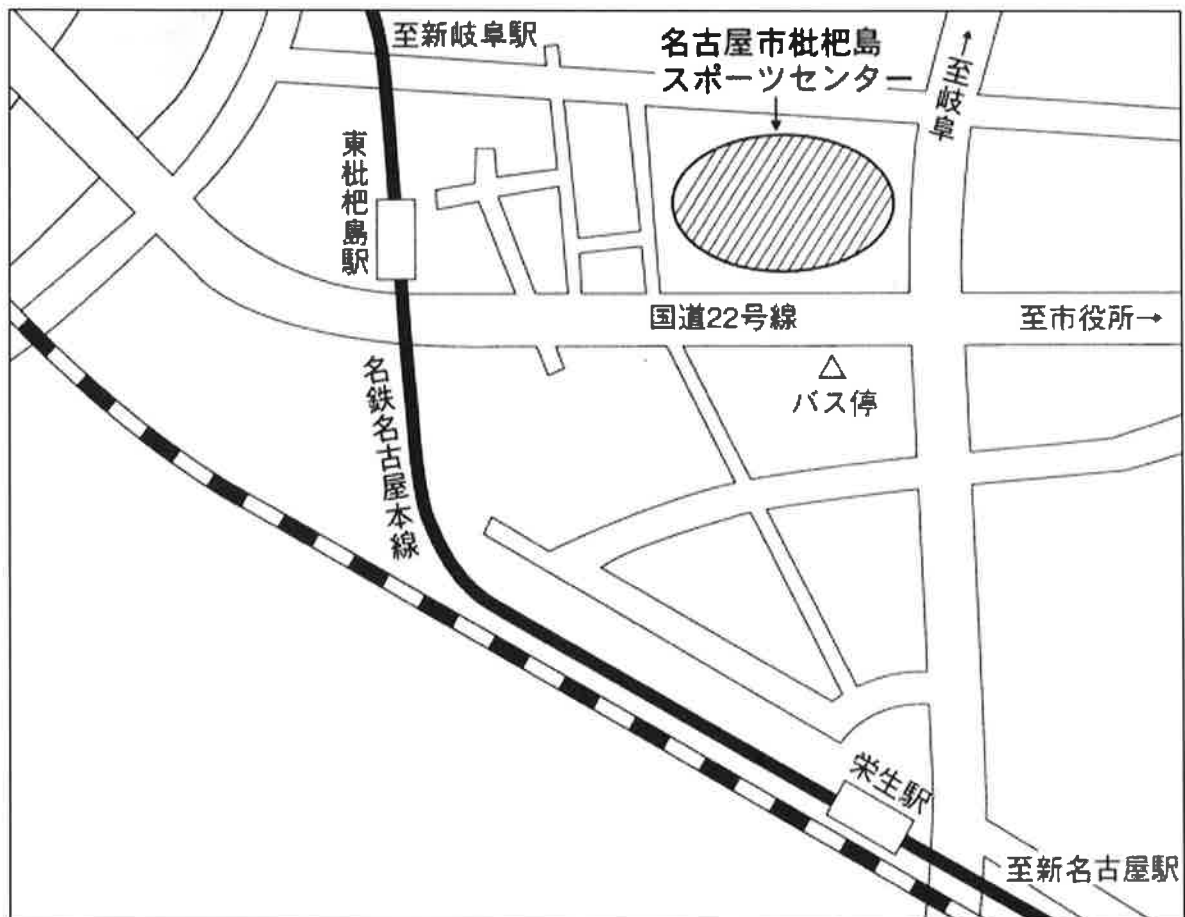 至新岐阜駅
名古屋市枇杷島
スポーツセンター
↑至岐阜
東枇杷島駅
国道22号線
至市役所→
△
バス停
名鉄名古屋本線
栄生駅
至新名古屋駅